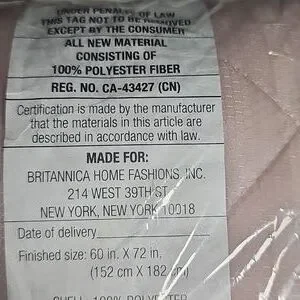 UNDER PENALTY OF LAW
THIS TAG NOT TO BE REMOVED
EXCEPT BY THE CONSUMER
ALL NEW MATERIAL
CONSISTING OF
100% POLYESTER FIBER
REG. NO. CA-43427 (CN)
Certification is made by the manufacturer
that the materials in this article are
described in accordance with law.
MADE FOR:
BRITANNICA HOME FASHIONS, INC.
214 WEST 39TH ST
NEW YORK, NEW YORK 10018
Date of delivery
Finished size: 60 in. X 72 in.
(152 cm X 182 cm)
SHELL: 100% POLYESTER